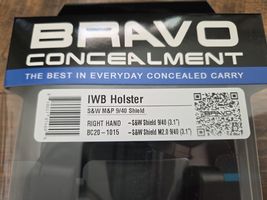 BRAVO
CONCEALMENT
THE BEST IN EVERYDAY CONCEALED CARRY
IWB Holster
S&W M&P 9/40 Shield
RIGHT HAND -S&W Shield 9/40 (3.1")
BC20-1015 -S&W Shield M2.0 9/40 (3.1")